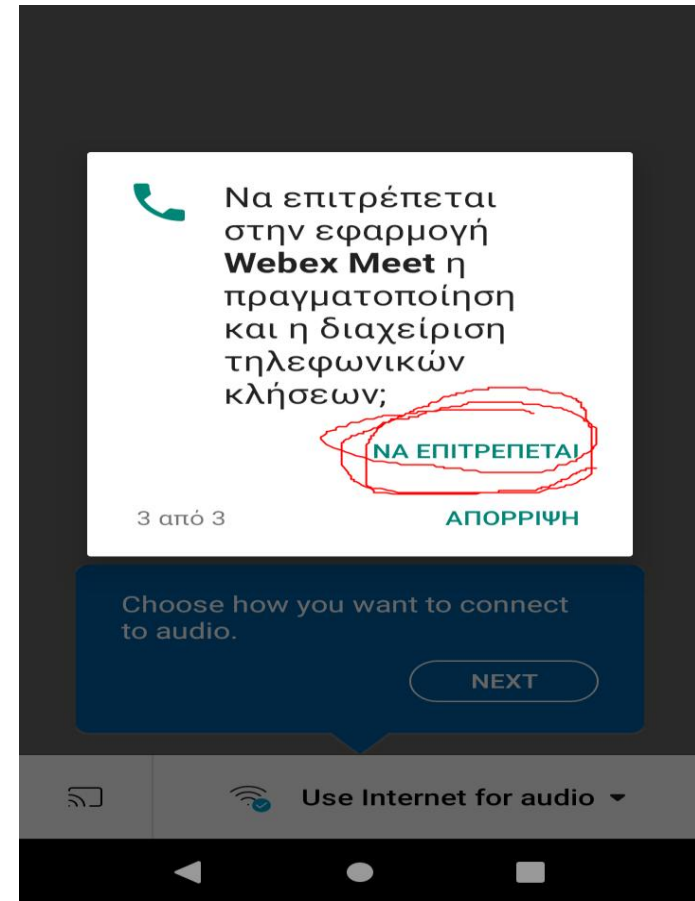 Να επιτρέπεται
στην εφαρμογή
Webex Meet η
πραγματοποίηση
και η διαχείριση
τηλεφωνικών
κλήσεων;
ΝΑ ΕΠΙΤΡΕΠΕΤΑΙ
3 από 3
ΑΠΟΡΡΙΨΗ
Choose how you want to connect
to audio.
NEXT
Use Internet for audio